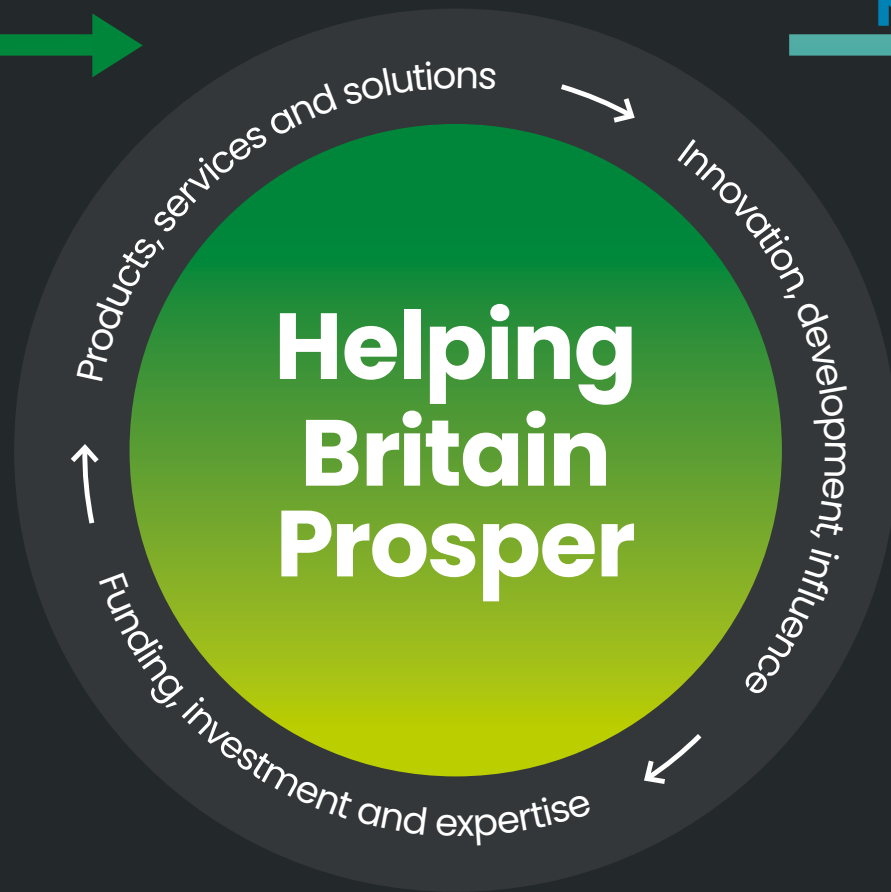 Products, services and solutions
Innovation, development, influence
Funding, investment and expertise
Helping
Britain
Prosper